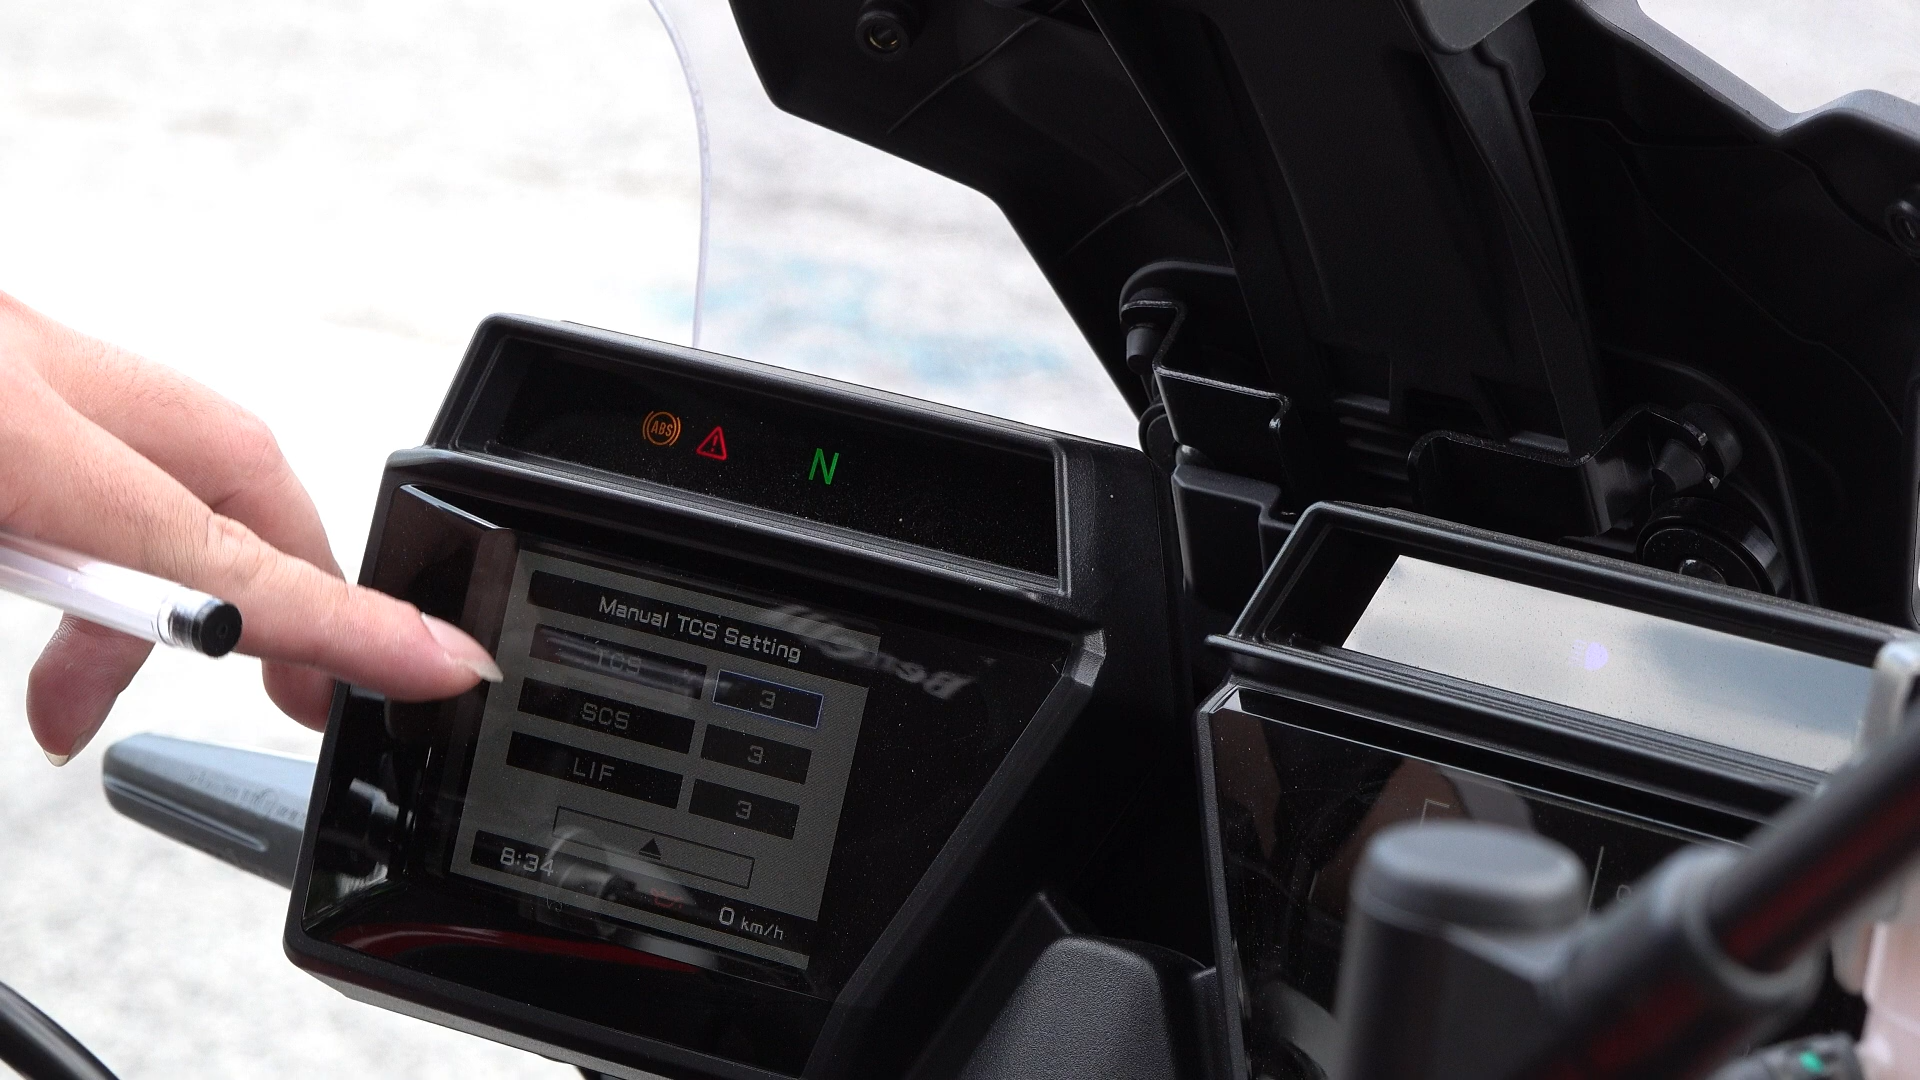 ABS
N
Manual TCS Setting
TCS 3
SCS 3
LIF 3
8:34
0 km/h